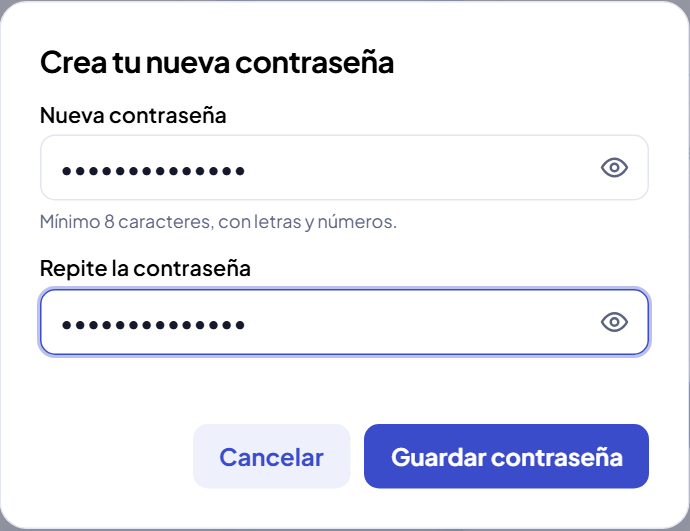 Crea tu nueva contraseña
Nueva contraseña
••••••••••••••
Mínimo 8 caracteres, con letras y números.
Repite la contraseña
••••••••••••••
Cancelar
Guardar contraseña